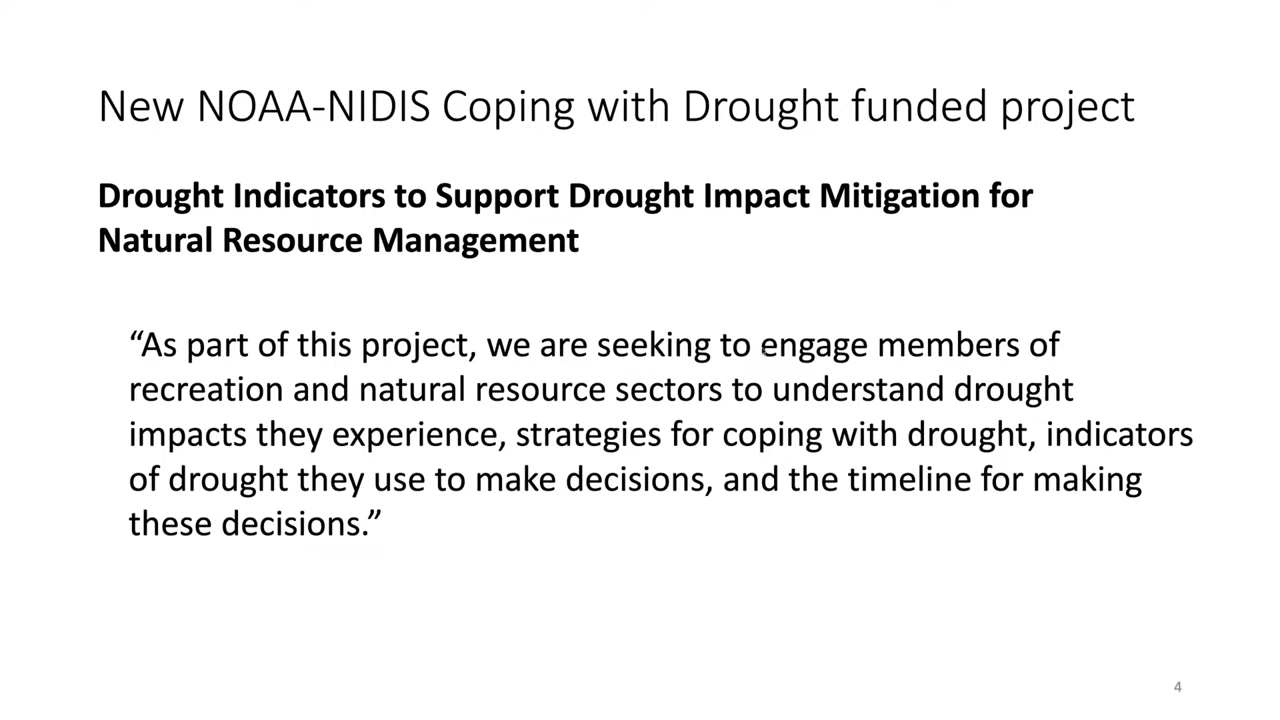 New NOAA-NIDIS Coping with Drought funded project
Drought Indicators to Support Drought Impact Mitigation for
Natural Resource Management
“As part of this project, we are seeking to engage members of
recreation and natural resource sectors to understand drought
impacts they experience, strategies for coping with drought, indicators
of drought they use to make decisions, and the timeline for making
these decisions.”
4